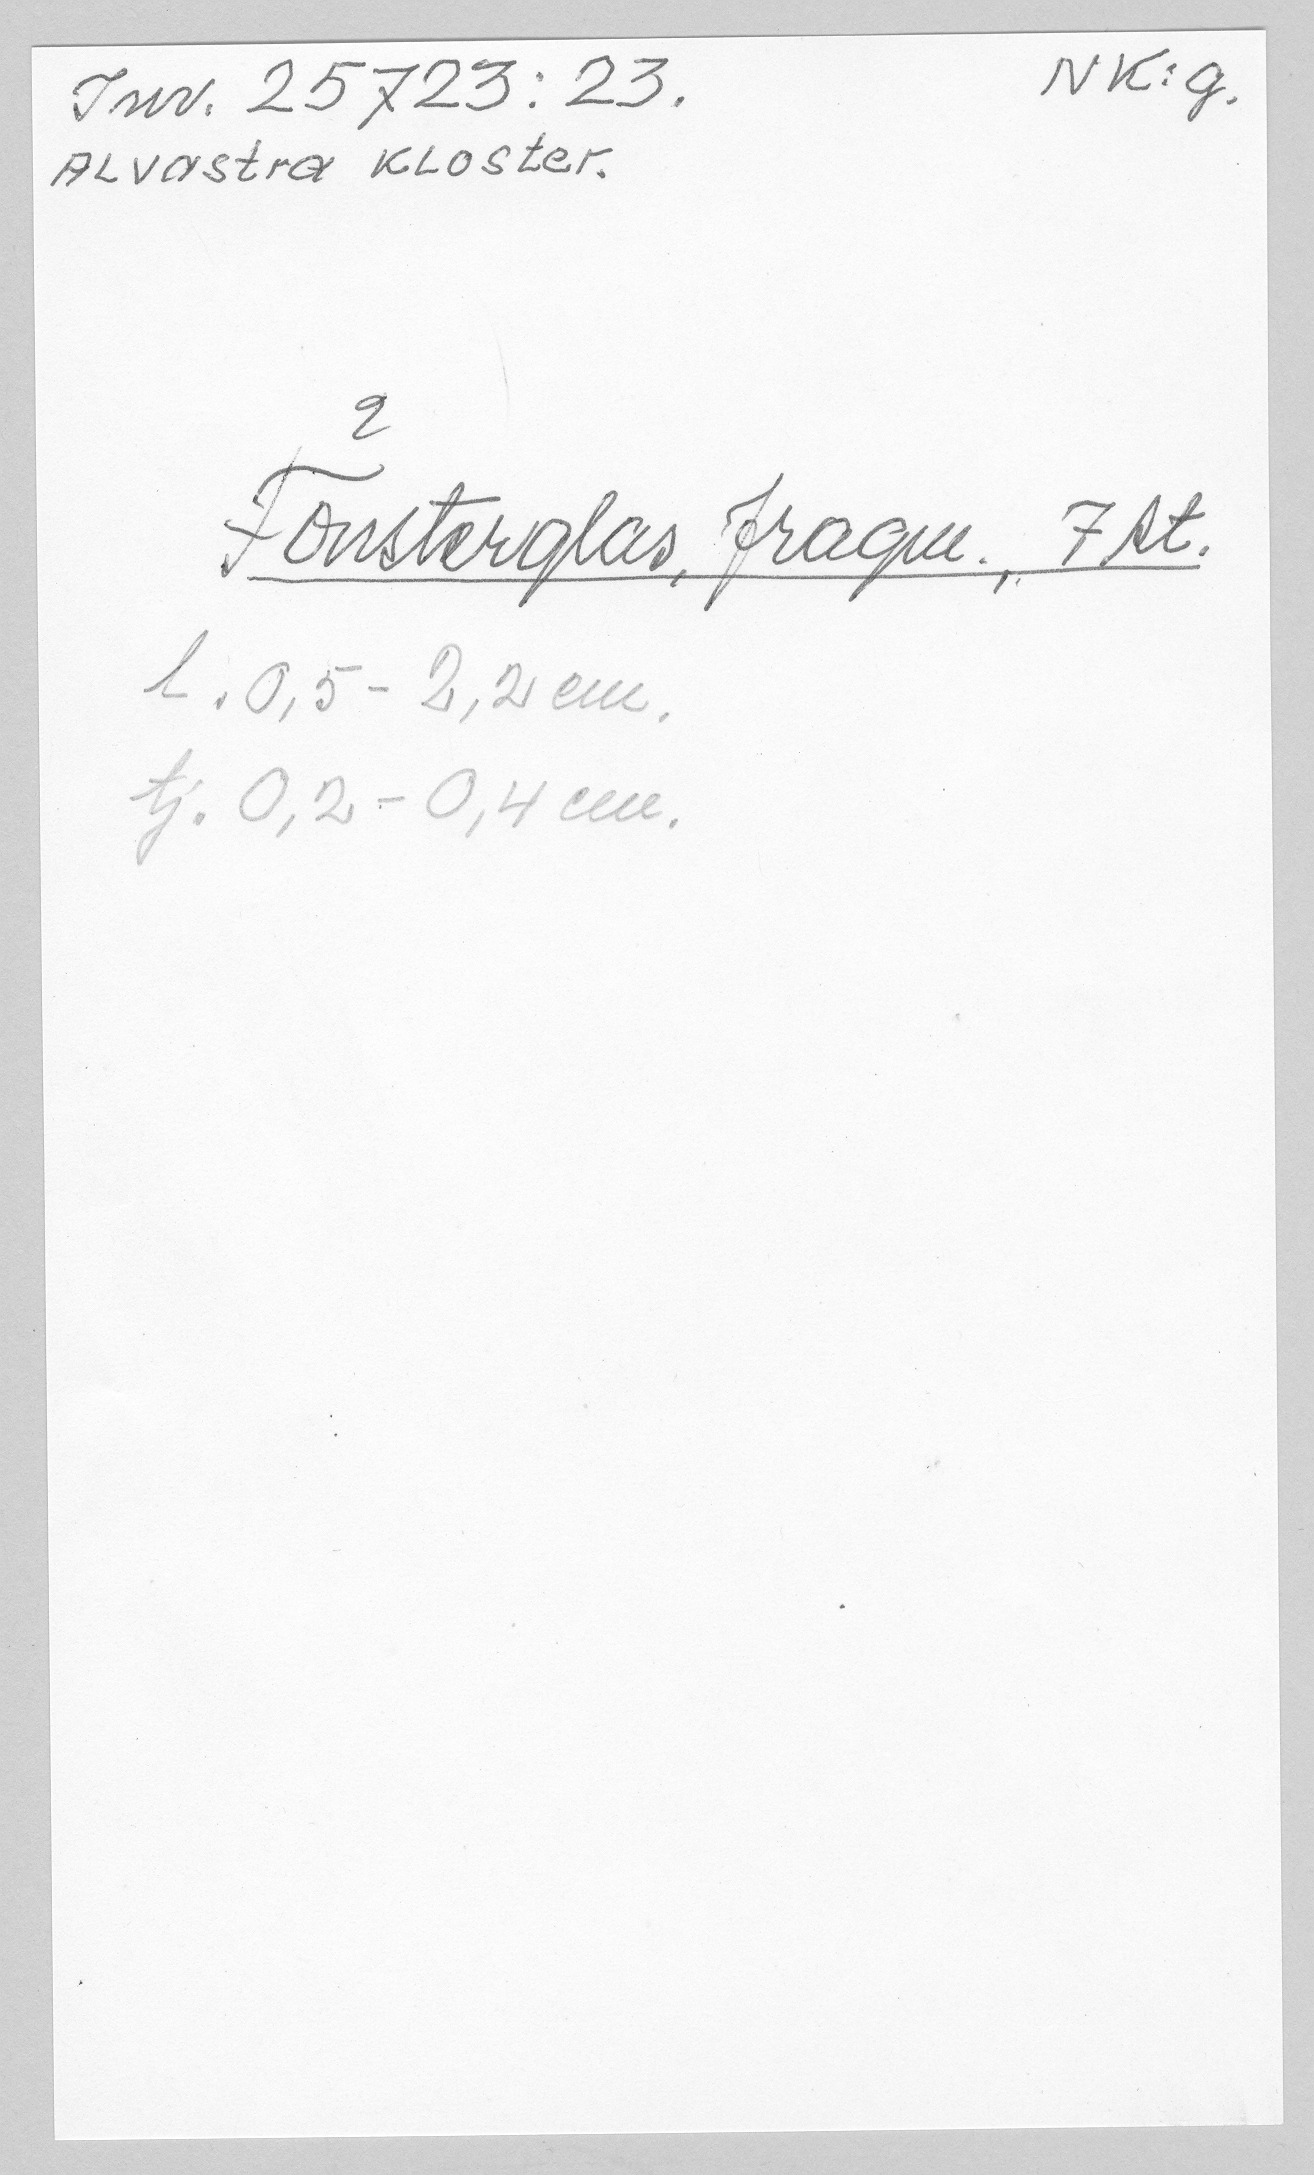 Inv. 25723:23. NK:g.
Alvastra Kloster.
2
Fönsterglas, fragm., 7 st.
l. 0,5 - 2,2 cm.
tj. 0,2 - 0,4 cm.